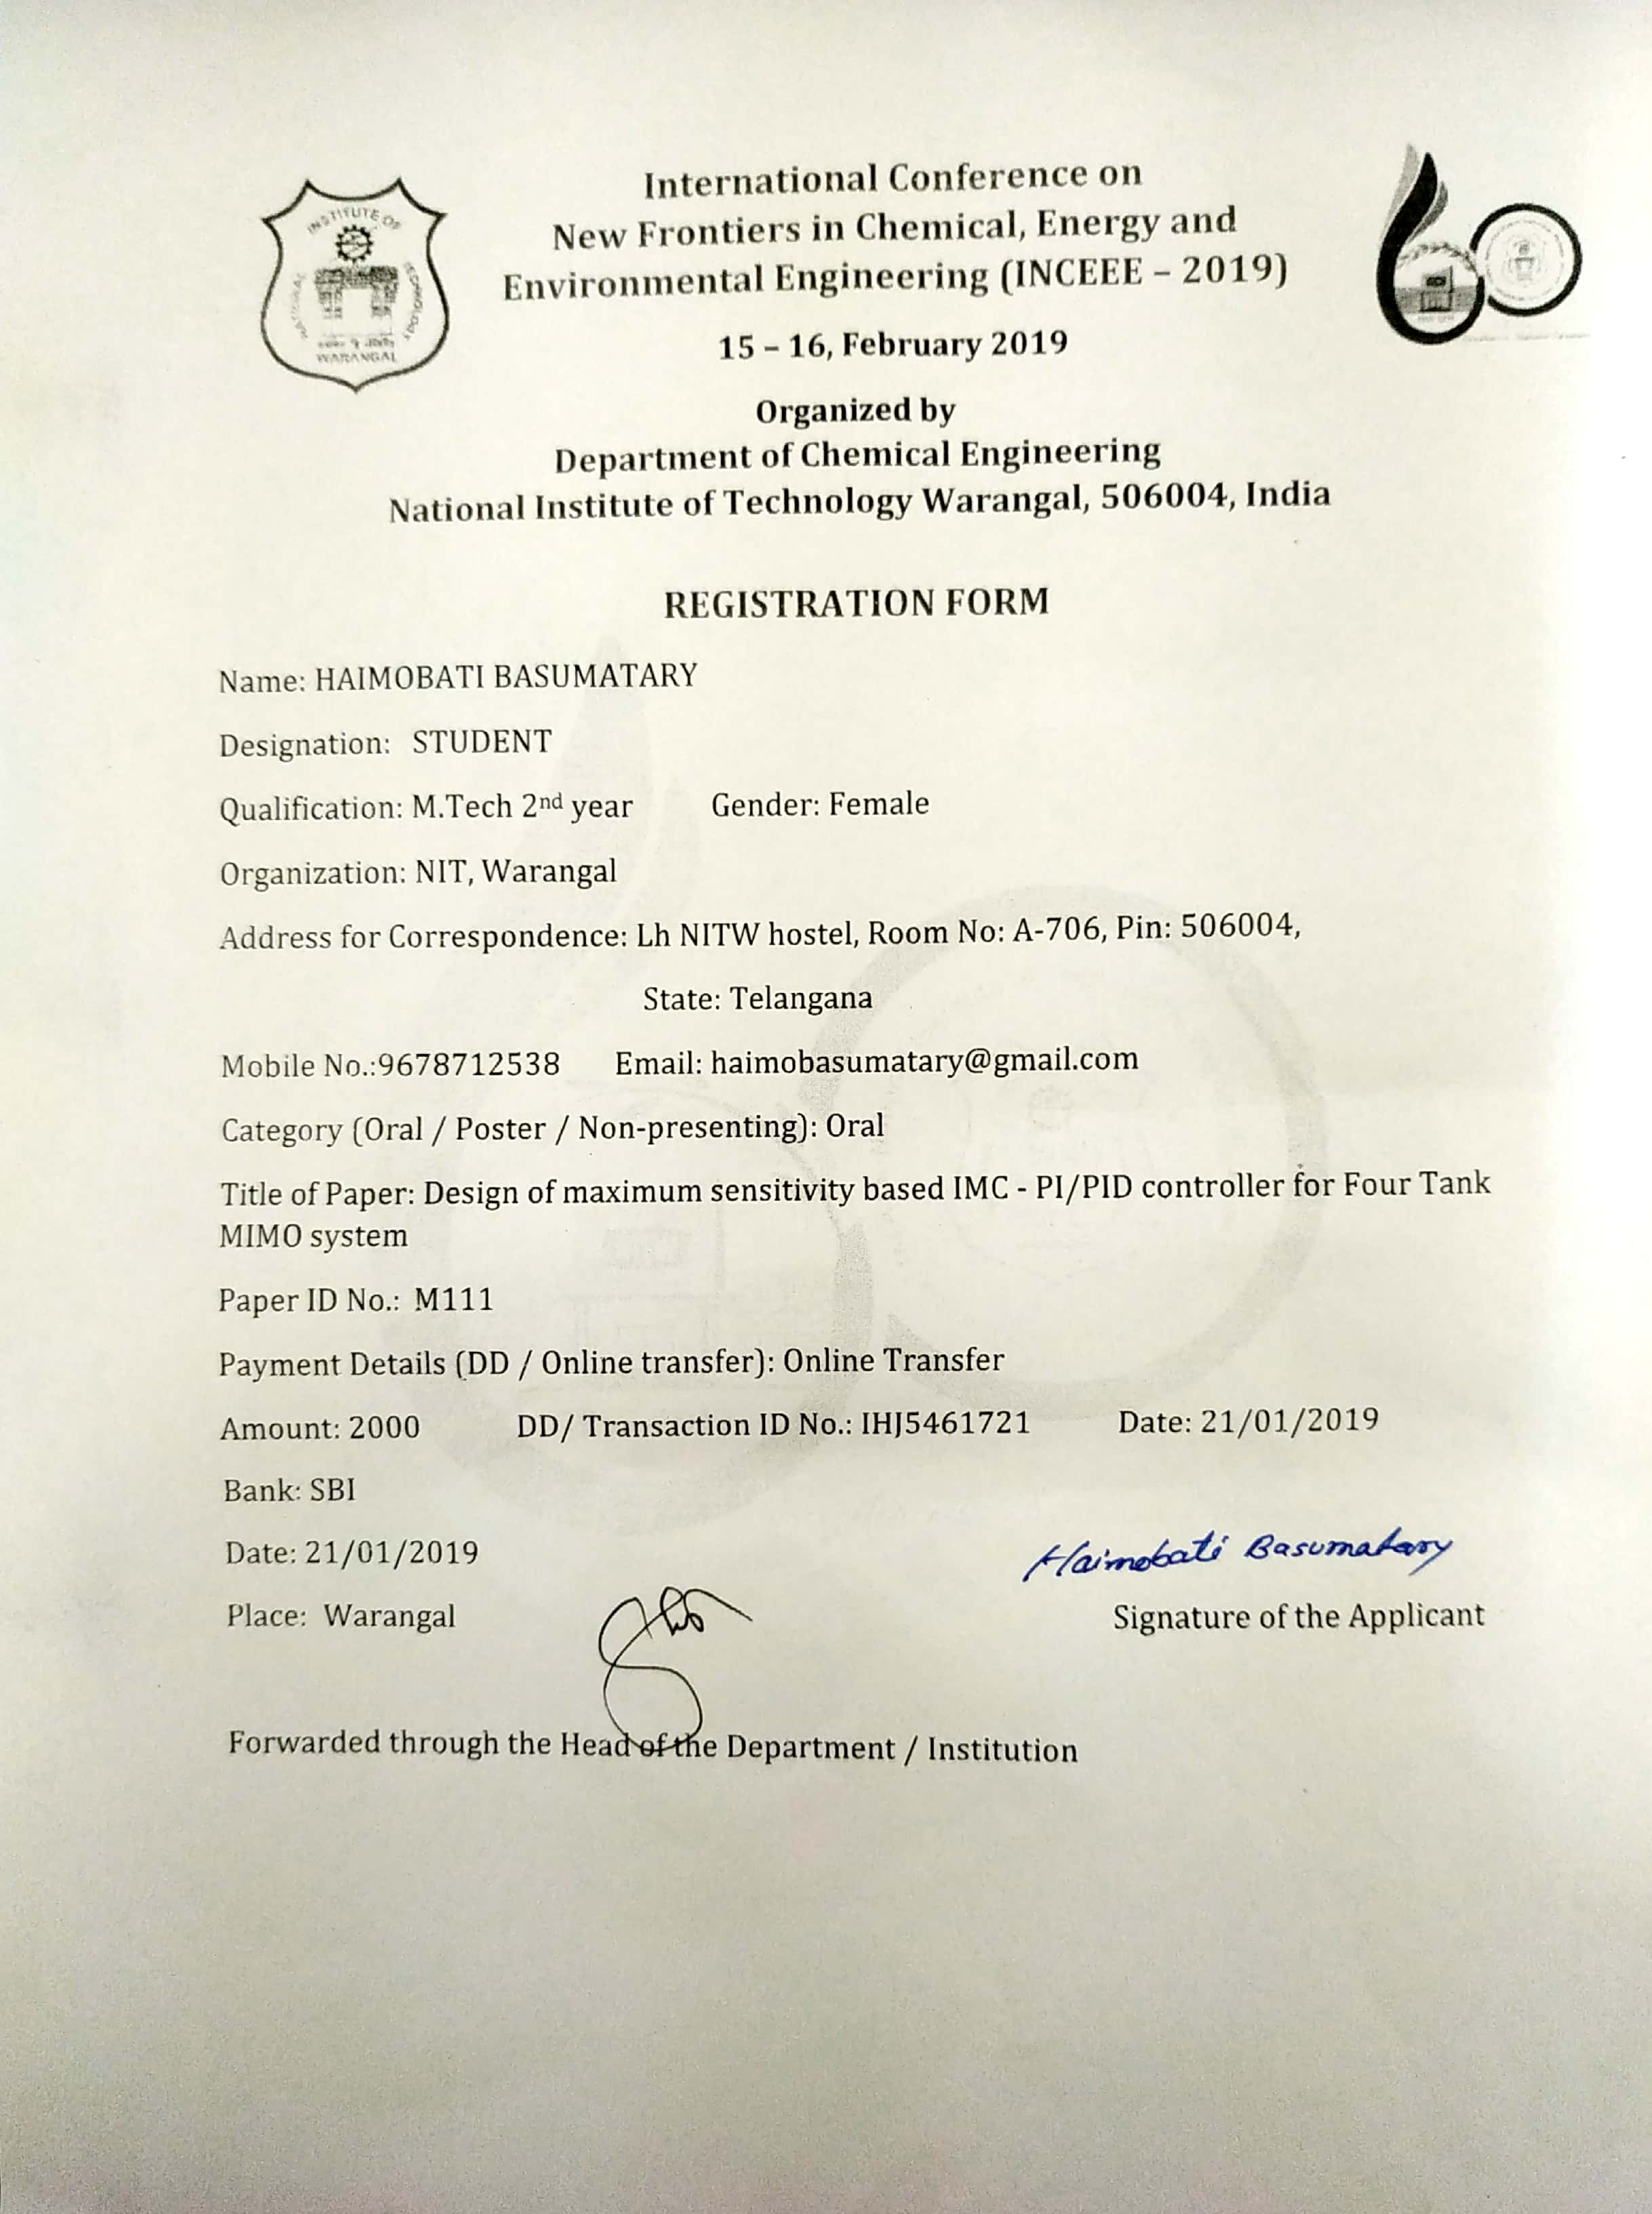 INSTITUTE OF
WARANGAL
International Conference on
New Frontiers in Chemical, Energy and
Environmental Engineering (INCEEE – 2019)
15 – 16, February 2019
Organized by
Department of Chemical Engineering
National Institute of Technology Warangal, 506004, India
REGISTRATION FORM
Name: HAIMOBATI BASUMATARY
Designation: STUDENT
Qualification: M.Tech 2nd year Gender: Female
Organization: NIT, Warangal
Address for Correspondence: Lh NITW hostel, Room No: A-706, Pin: 506004,
State: Telangana
Mobile No.:9678712538 Email: haimobasumatary@gmail.com
Category (Oral / Poster / Non-presenting): Oral
Title of Paper: Design of maximum sensitivity based IMC - PI/PID controller for Four Tank
MIMO system
Paper ID No.: M111
Payment Details (DD / Online transfer): Online Transfer
Amount: 2000 DD/ Transaction ID No.: IHJ5461721 Date: 21/01/2019
Bank: SBI
Date: 21/01/2019
Haimobati Basumatary
Place: Warangal
Signature of the Applicant
Forwarded through the Head of the Department / Institution